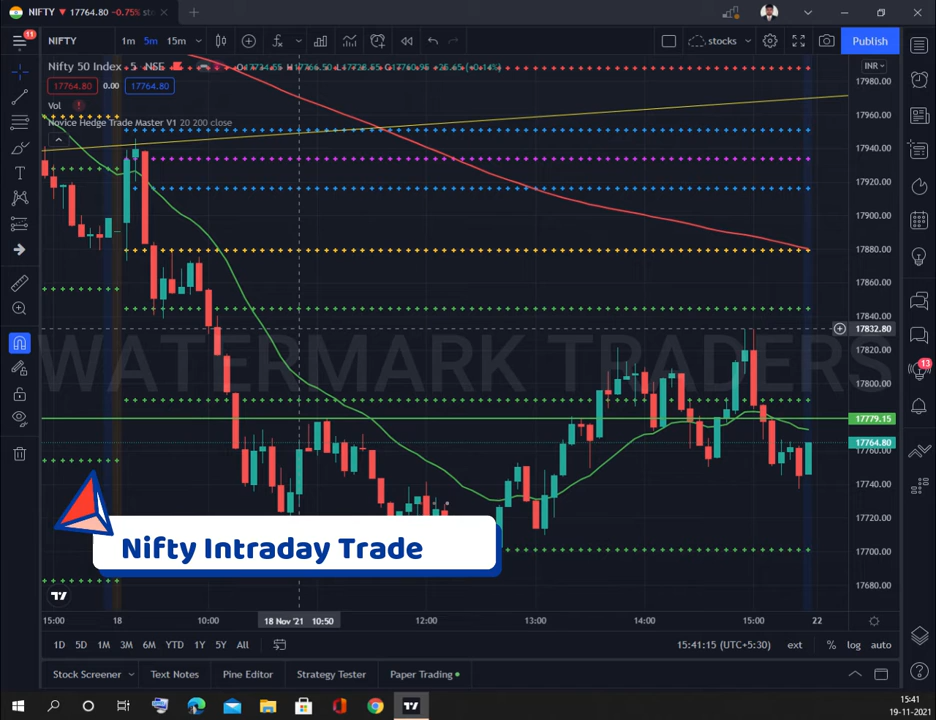 NIFTY ▼ 17764.80 −0.75% st
11
NIFTY
1m 5m 15m
stocks
Publish
Nifty 50 Index · 5 · NSE
INR
17764.80 0.00 17764.80
Vol
Novice Hedge Trade Master V1 20 200 close
17980.00
17960.00
17940.00
17920.00
17900.00
17880.00
17860.00
17840.00
17832.80
17820.00
17800.00
17779.15
17764.80
17760.00
17740.00
17720.00
17700.00
17680.00
WATERMARK TRADERS
13
Nifty Intraday Trade
15:00 18 10:00 18 Nov '21 10:50 12:00 13:00 14:00 15:00 22
1D 5D 1M 3M 6M YTD 1Y 5Y All
15:41:15 (UTC+5:30) ext % log auto
Stock Screener Text Notes Pine Editor Strategy Tester Paper Trading
15:41
19-11-2021